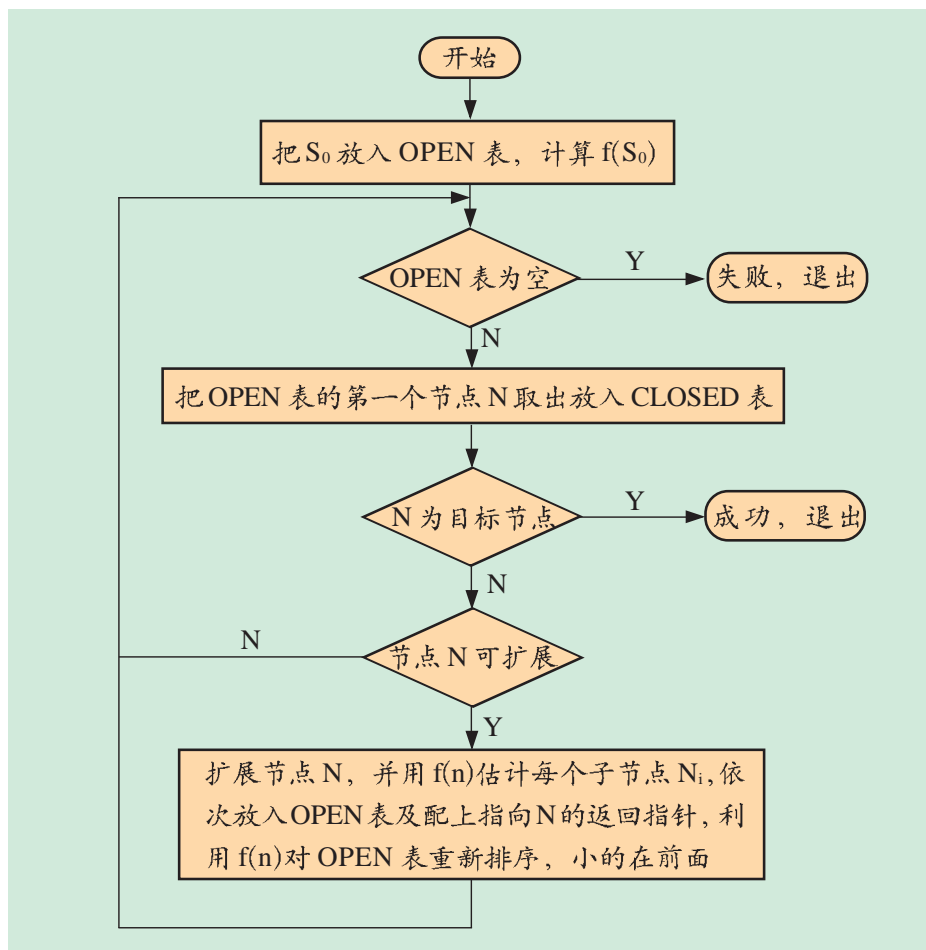 开始
把S₀放入OPEN表，计算f(S₀)
OPEN表为空
Y
失败，退出
N
把OPEN表的第一个节点N取出放入CLOSED表
N为目标节点
Y
成功，退出
N
节点N可扩展
N
Y
扩展节点N，并用f(n)估计每个子节点Nᵢ,依
次放入OPEN表及配上指向N的返回指针,利
用f(n)对OPEN表重新排序，小的在前面